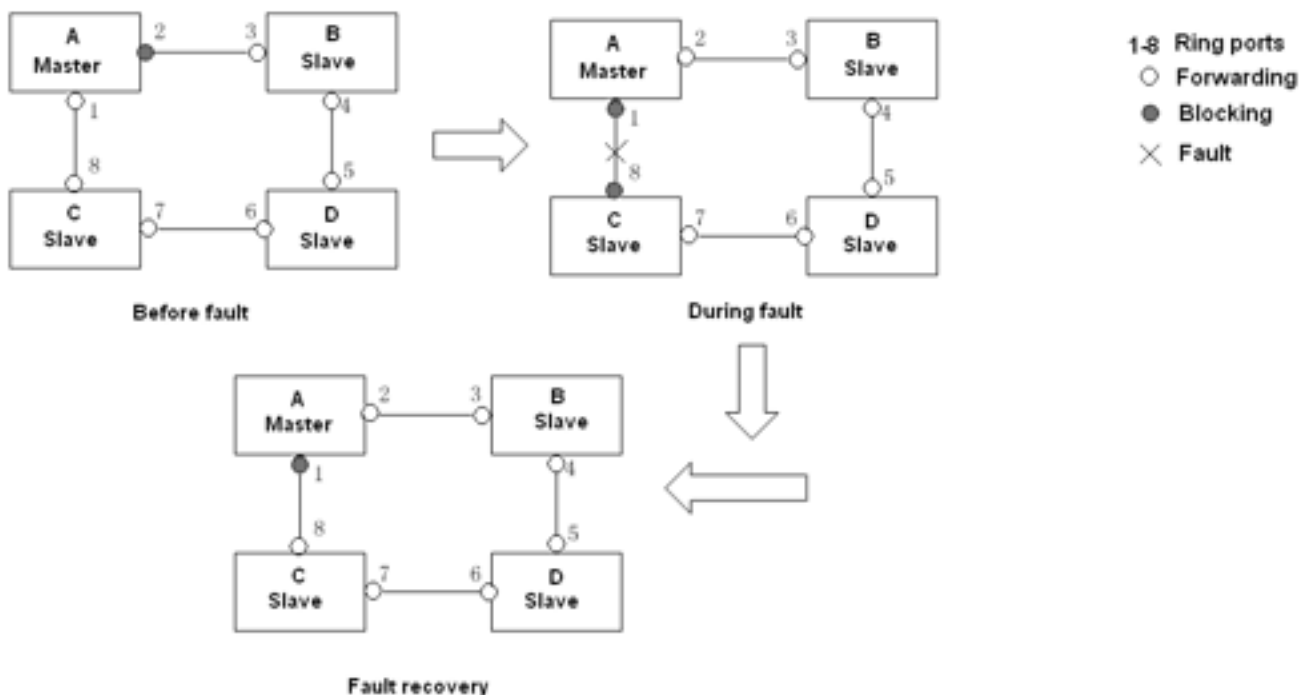 A
Master
2
3
B
Slave
1
4
8
5
C
Slave
7
6
D
Slave
Before fault
A
Master
2
3
B
Slave
1
4
8
5
C
Slave
7
6
D
Slave
During fault
1-8 Ring ports
Forwarding
Blocking
Fault
A
Master
2
3
B
Slave
1
4
8
5
C
Slave
7
6
D
Slave
Fault recovery